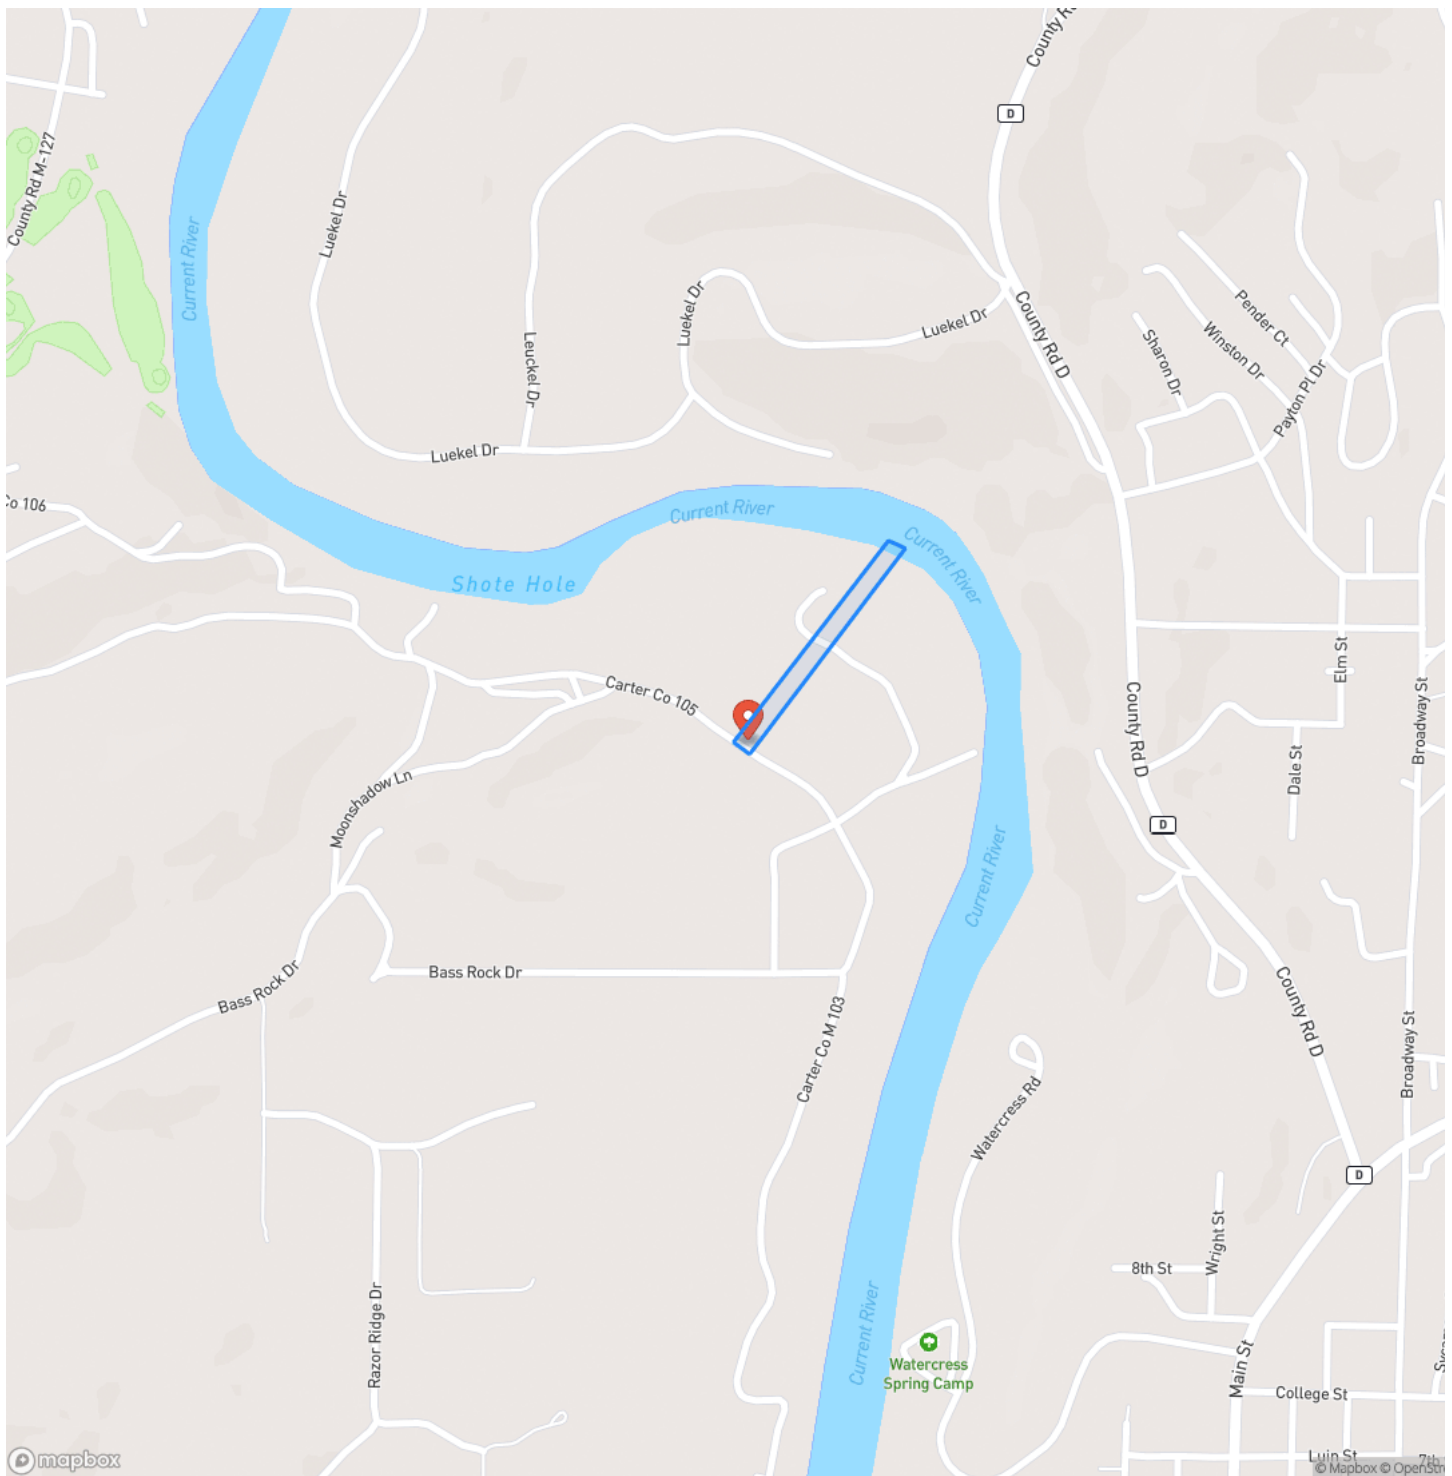 County Rd
D
County Rd M-127
Luekel Dr
Current River
Luekel Dr
Luekel Dr
County Rd D
Pender Ct
Winston Dr
Sharon Dr
Leuckel Dr
Payton Pl Dr
Luekel Dr
Co 106
Current River
Current River
Shote Hole
Elm St
Carter Co 105
Broadway St
County Rd D
Dale St
Moonshadow Ln
D
Current River
Bass Rock Dr
Bass Rock Dr
County Rd D
Carter Co M 103
Broadway St
Watercress Rd
D
Wright St
8th St
Razor Ridge Dr
Current River
Watercress
Spring Camp
Main St
College St
Luin St
7th
mapbox
© Mapbox © OpenStr